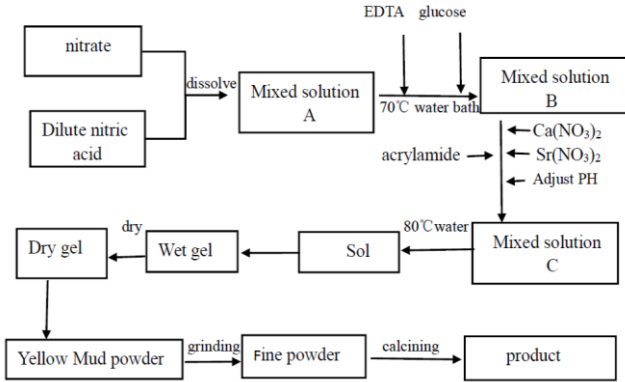 EDTA glucose
nitrate
dissolve
Mixed solution
A
70℃ water bath
Mixed solution
B
Dilute nitric
acid
Ca(NO₃)₂
acrylamide
Sr(NO₃)₂
Adjust PH
Mixed solution
C
80℃water
Sol
Wet gel
dry
Dry gel
Yellow Mud powder
grinding
Fine powder
calcining
product